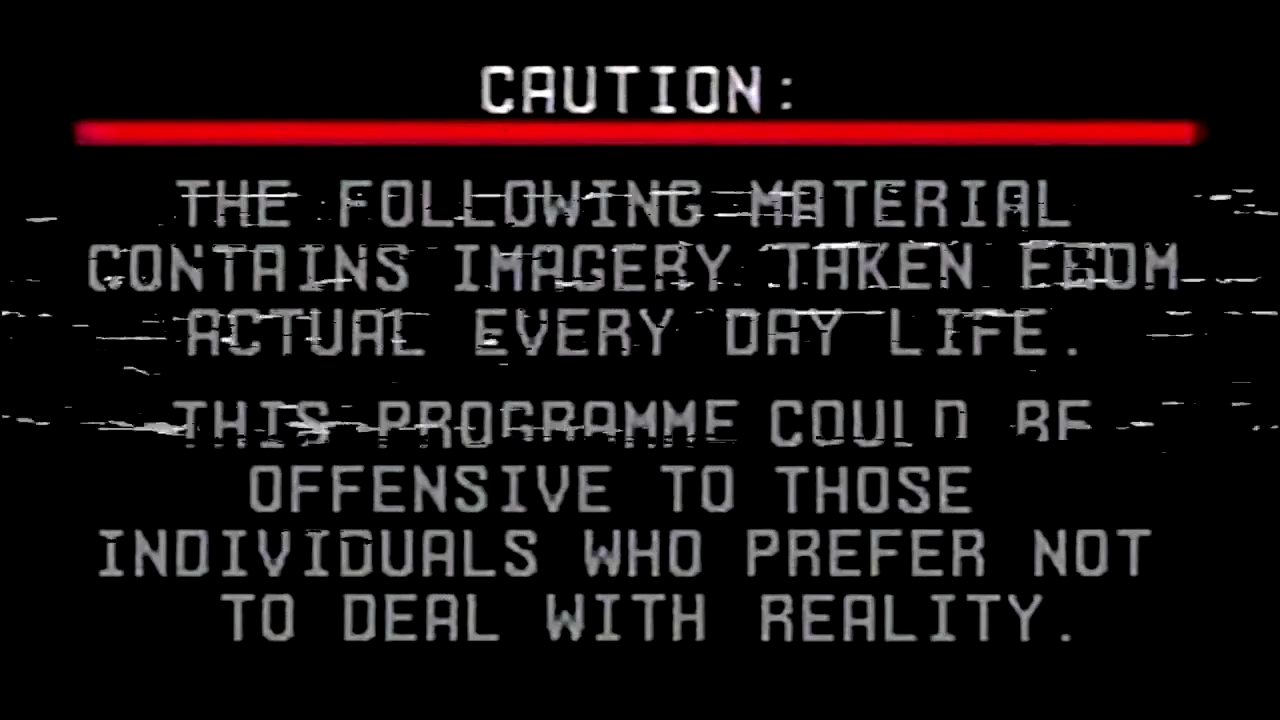 CAUTION:
THE FOLLOWING MATERIAL
CONTAINS IMAGERY TAKEN FROM
ACTUAL EVERY DAY LIFE.
THIS PROGRAMME COULD BE
OFFENSIVE TO THOSE
INDIVIDUALS WHO PREFER NOT
TO DEAL WITH REALITY.